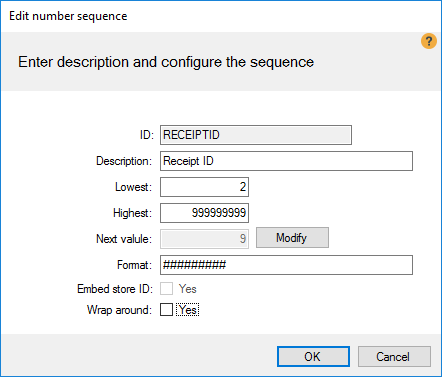 Edit number sequence
?
Enter description and configure the sequence
ID: RECEIPTID
Description: Receipt ID
Lowest: 2
Highest: 999999999
Next valule: 9 Modify
Format: #########
Embed store ID: Yes
Wrap around: Yes
OK Cancel